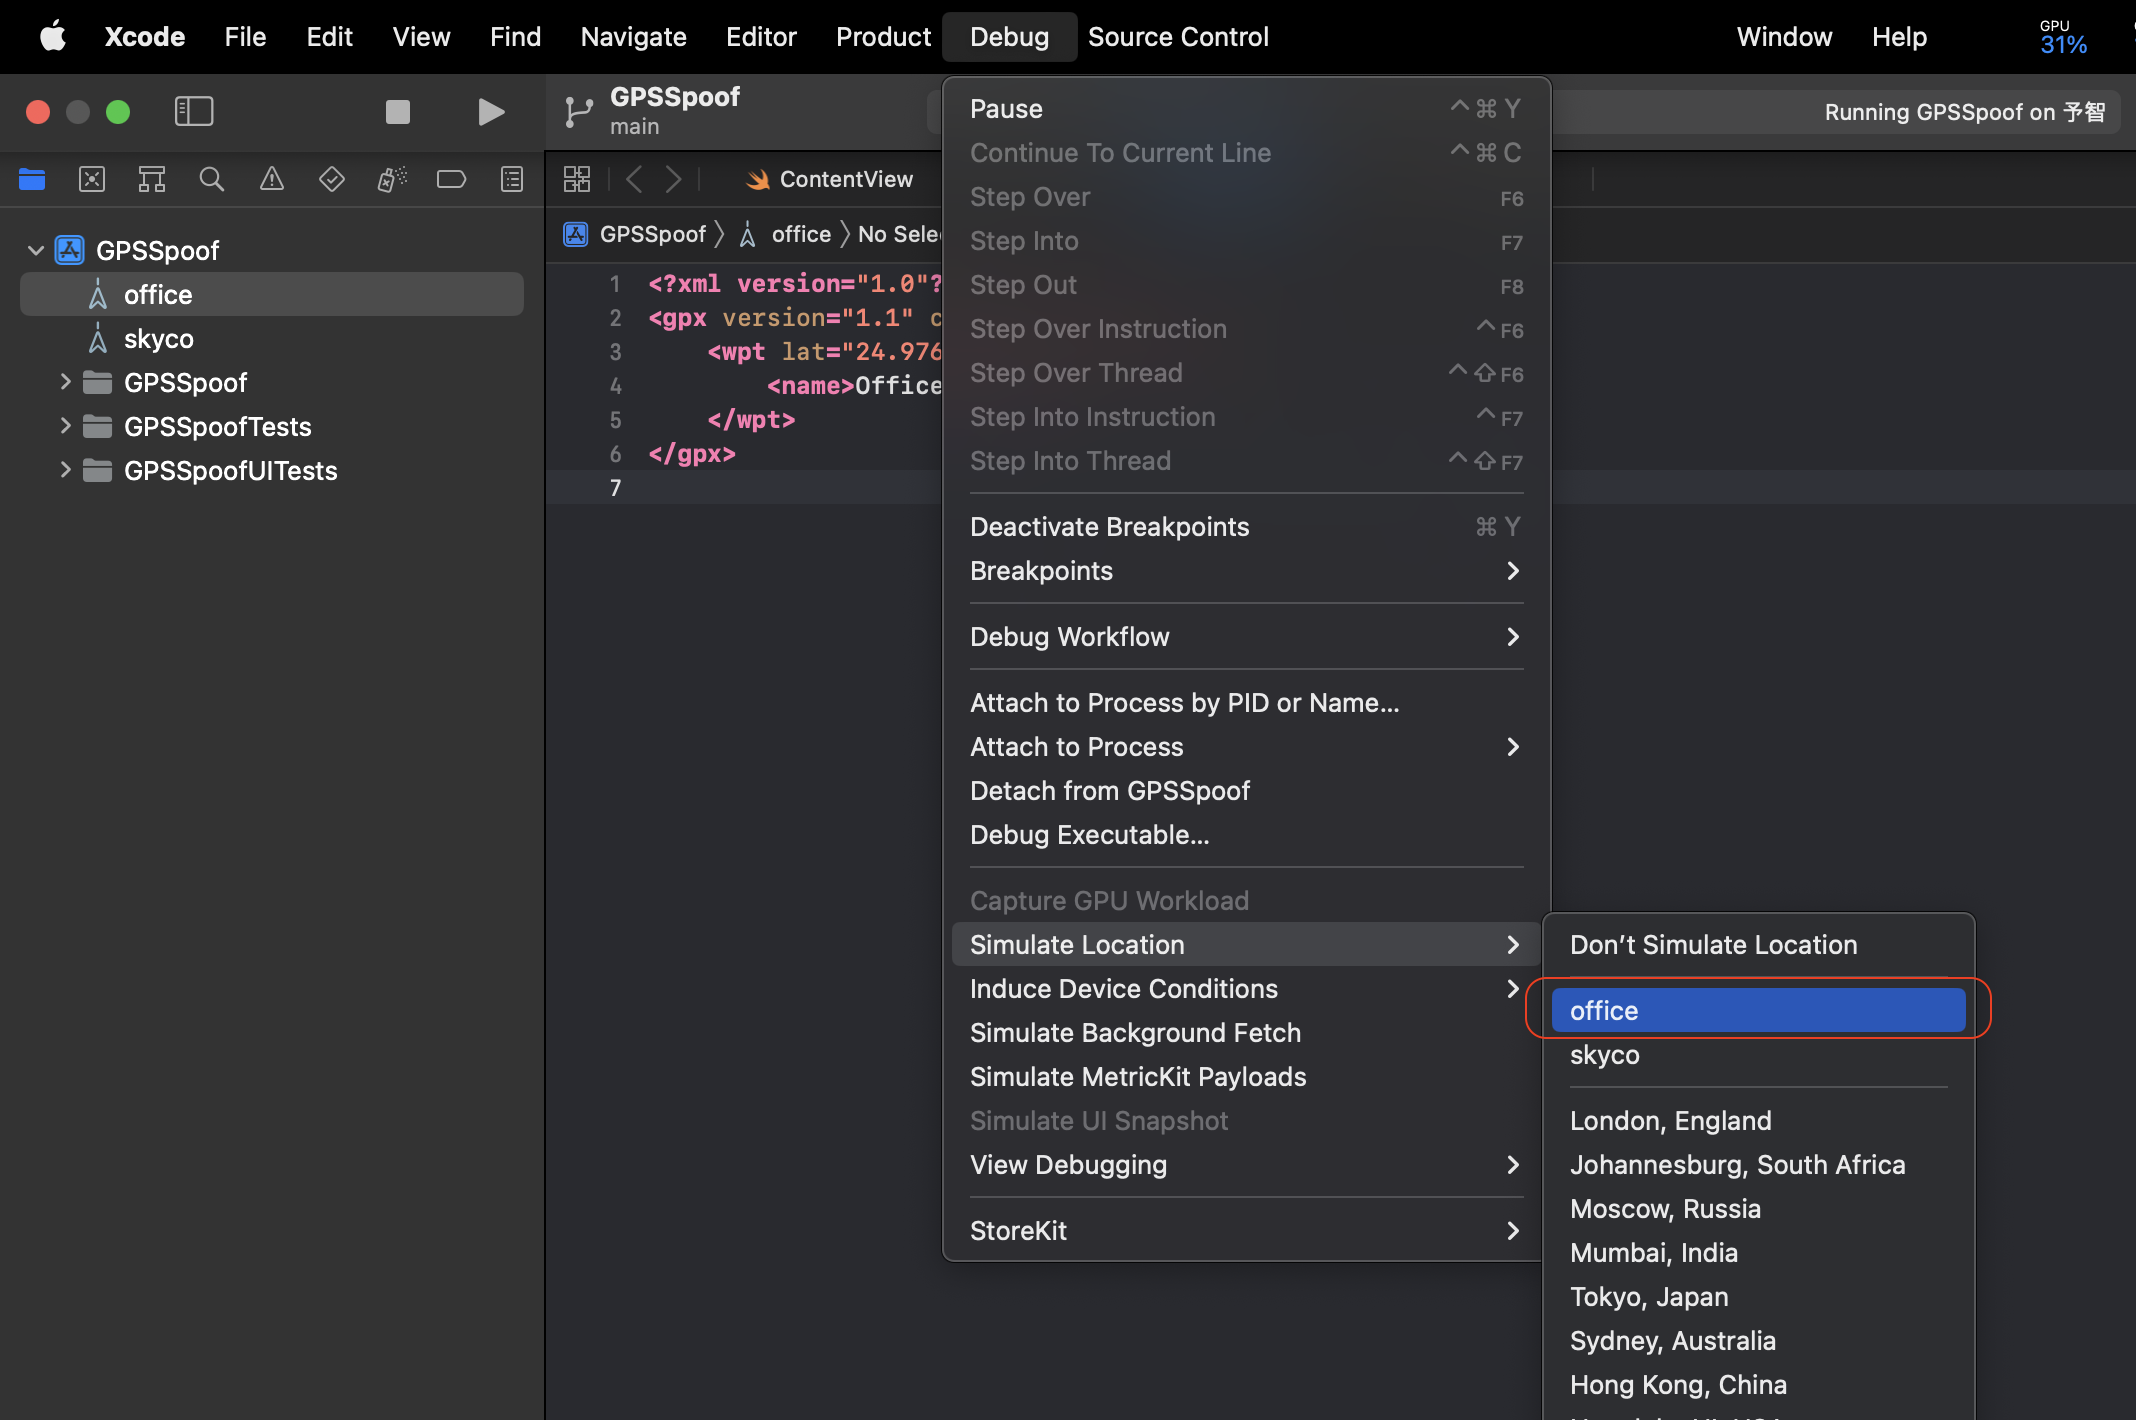 Xcode File Edit View Find Navigate Editor Product Debug Source Control Window Help GPU 31%
GPSSpoof
main
Running GPSSpoof on 予智
ContentView
GPSSpoof office No Sele
GPSSpoof
office
skyco
GPSSpoof
GPSSpoofTests
GPSSpoofUITests
1 <?xml version="1.0"?
2 <gpx version="1.1" c
3 <wpt lat="24.976
4 <name>Office
5 </wpt>
6 </gpx>
7
Pause ^⌘Y
Continue To Current Line ^⌘C
Step Over F6
Step Into F7
Step Out F8
Step Over Instruction ^F6
Step Over Thread ^⇧F6
Step Into Instruction ^F7
Step Into Thread ^⇧F7
Deactivate Breakpoints ⌘Y
Breakpoints
Debug Workflow
Attach to Process by PID or Name...
Attach to Process
Detach from GPSSpoof
Debug Executable...
Capture GPU Workload
Simulate Location
Induce Device Conditions
Simulate Background Fetch
Simulate MetricKit Payloads
Simulate UI Snapshot
View Debugging
StoreKit
Don’t Simulate Location
office
skyco
London, England
Johannesburg, South Africa
Moscow, Russia
Mumbai, India
Tokyo, Japan
Sydney, Australia
Hong Kong, China